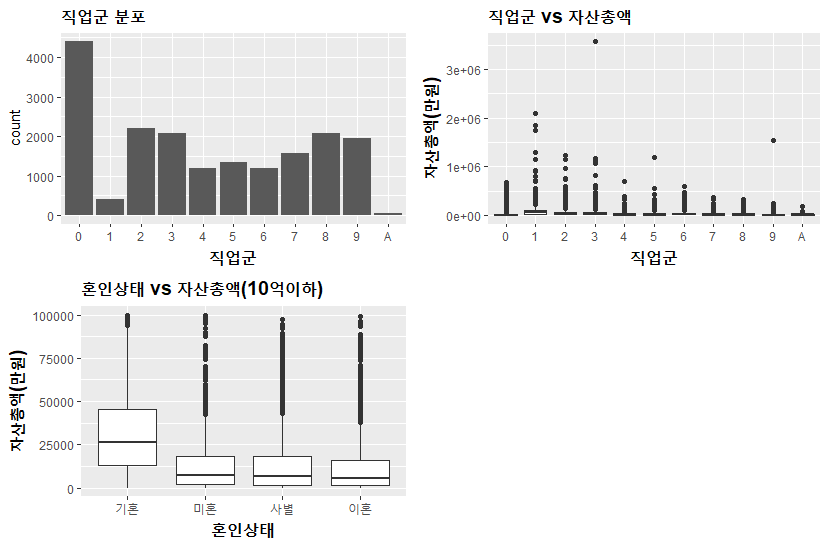 직업군 분포
count
4000
3000
2000
1000
0
0 1 2 3 4 5 6 7 8 9 A
직업군
직업군 vs 자산총액
자산총액(만원)
3e+06
2e+06
1e+06
0e+00
0 1 2 3 4 5 6 7 8 9 A
직업군
혼인상태 vs 자산총액(10억이하)
자산총액(만원)
100000
75000
50000
25000
0
기혼 미혼 사별 이혼
혼인상태